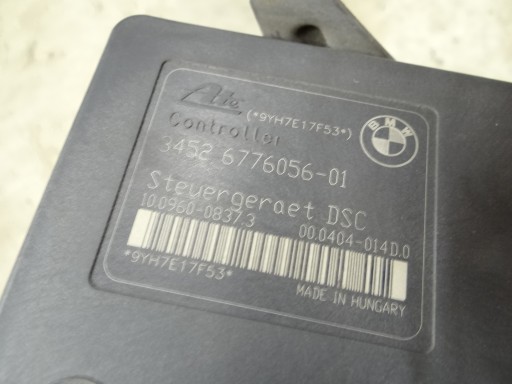 Ate (*9YH7E17F53*)
BMW
Controller
3452 6776056-01
Steuergeraet DSC
10.0960-0837.3 00.0404-014D.0
*9YH7E17F53*
MADE IN HUNGARY